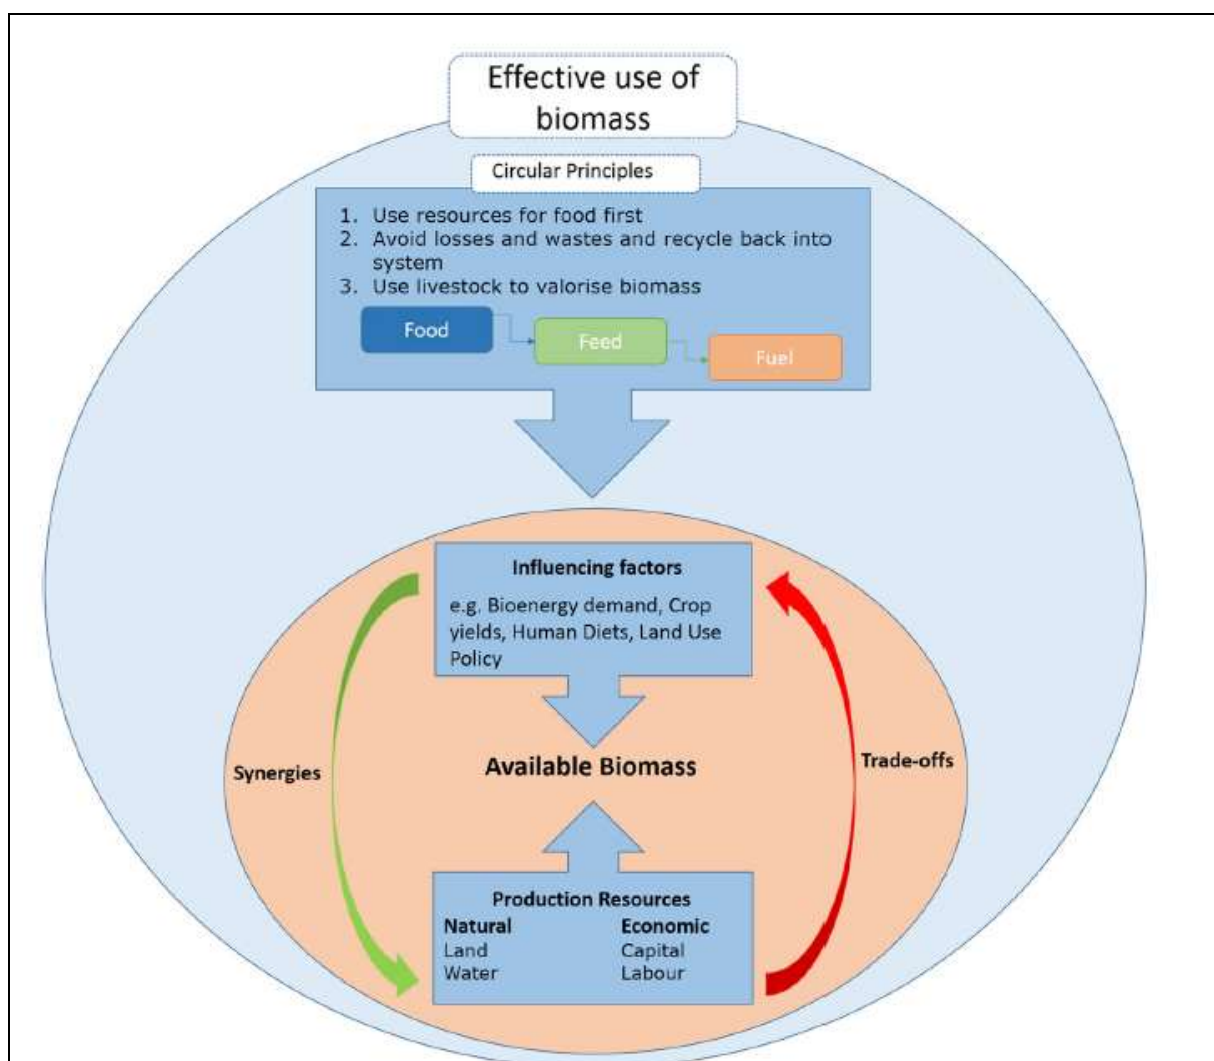 Effective use of
biomass
Circular Principles
1. Use resources for food first
2. Avoid losses and wastes and recycle back into
system
3. Use livestock to valorise biomass
Food
Feed
Fuel
Influencing factors
e.g. Bioenergy demand, Crop
yields, Human Diets, Land Use
Policy
Synergies
Available Biomass
Trade-offs
Production Resources
Natural Economic
Land Capital
Water Labour